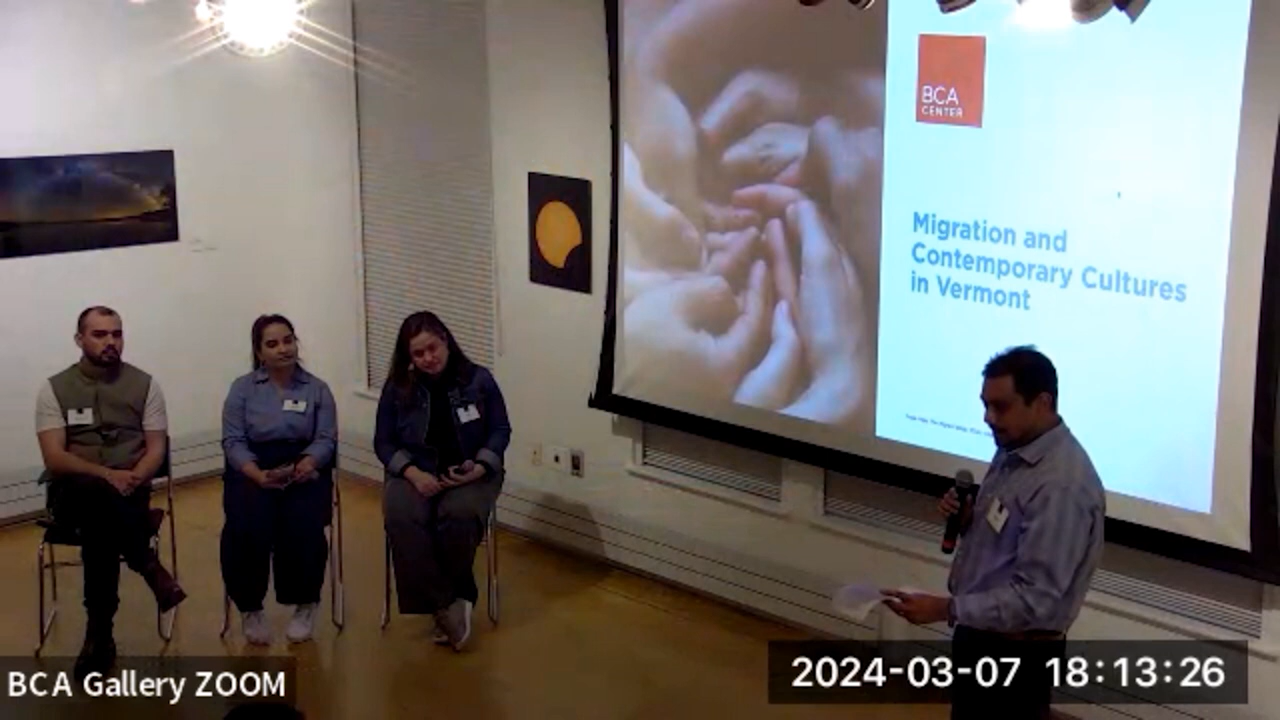 BCA
CENTER
Migration and
Contemporary Cultures
in Vermont
BCA Gallery ZOOM
2024-03-07 18:13:26